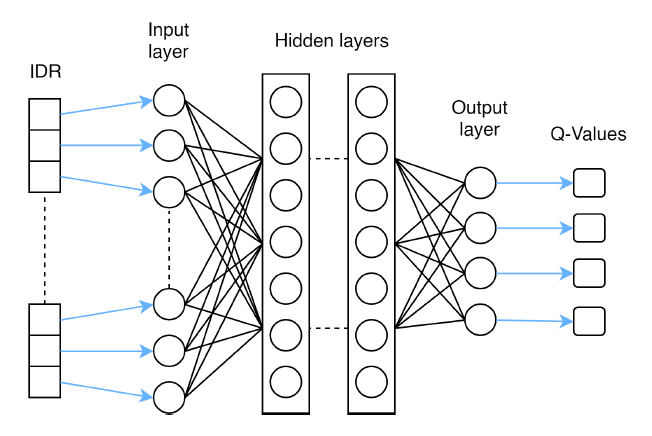 IDR
Input
layer
Hidden layers
Output
layer
Q-Values